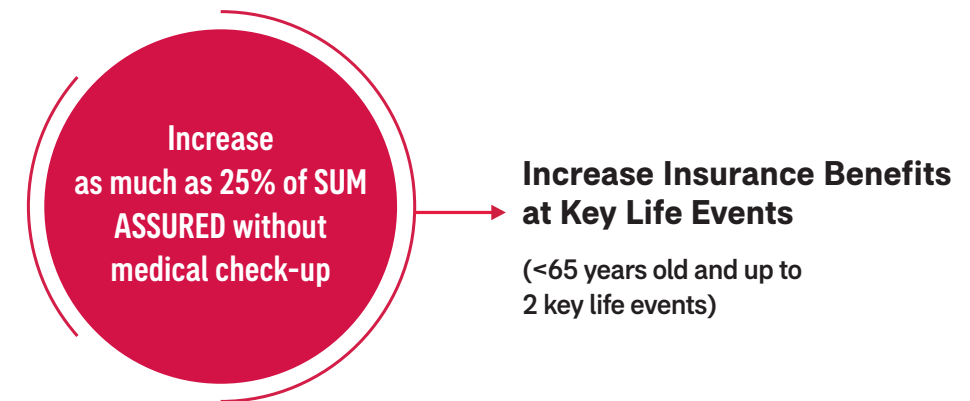 Increase
as much as 25% of SUM
ASSURED without
medical check-up
Increase Insurance Benefits
at Key Life Events
(<65 years old and up to
2 key life events)